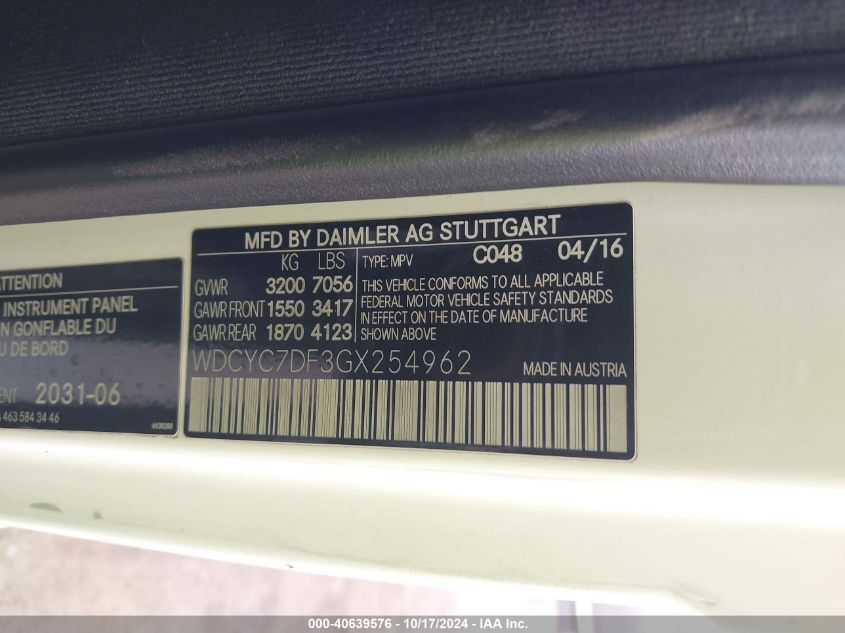 ATTENTION
INSTRUMENT PANEL
N GONFLABLE DU
U DE BORD
ENT 2031-06
A 463 584 34 46
MFD BY DAIMLER AG STUTTGART
KG LBS
GVWR 3200 7056
GAWR FRONT 1550 3417
GAWR REAR 1870 4123
TYPE: MPV C048 04/16
THIS VEHICLE CONFORMS TO ALL APPLICABLE
FEDERAL MOTOR VEHICLE SAFETY STANDARDS
IN EFFECT ON THE DATE OF MANUFACTURE
SHOWN ABOVE
WDCYC7DF3GX254962
MADE IN AUSTRIA
000-40639576 - 10/17/2024 - IAA Inc.